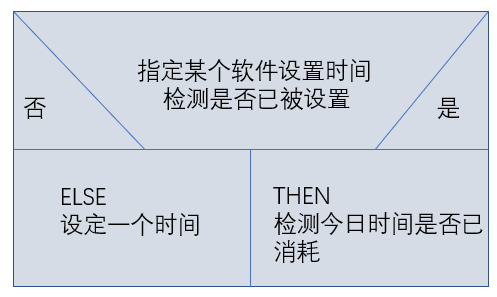 指定某个软件设置时间
检测是否已被设置
否
是
ELSE
设定一个时间
THEN
检测今日时间是否已
消耗